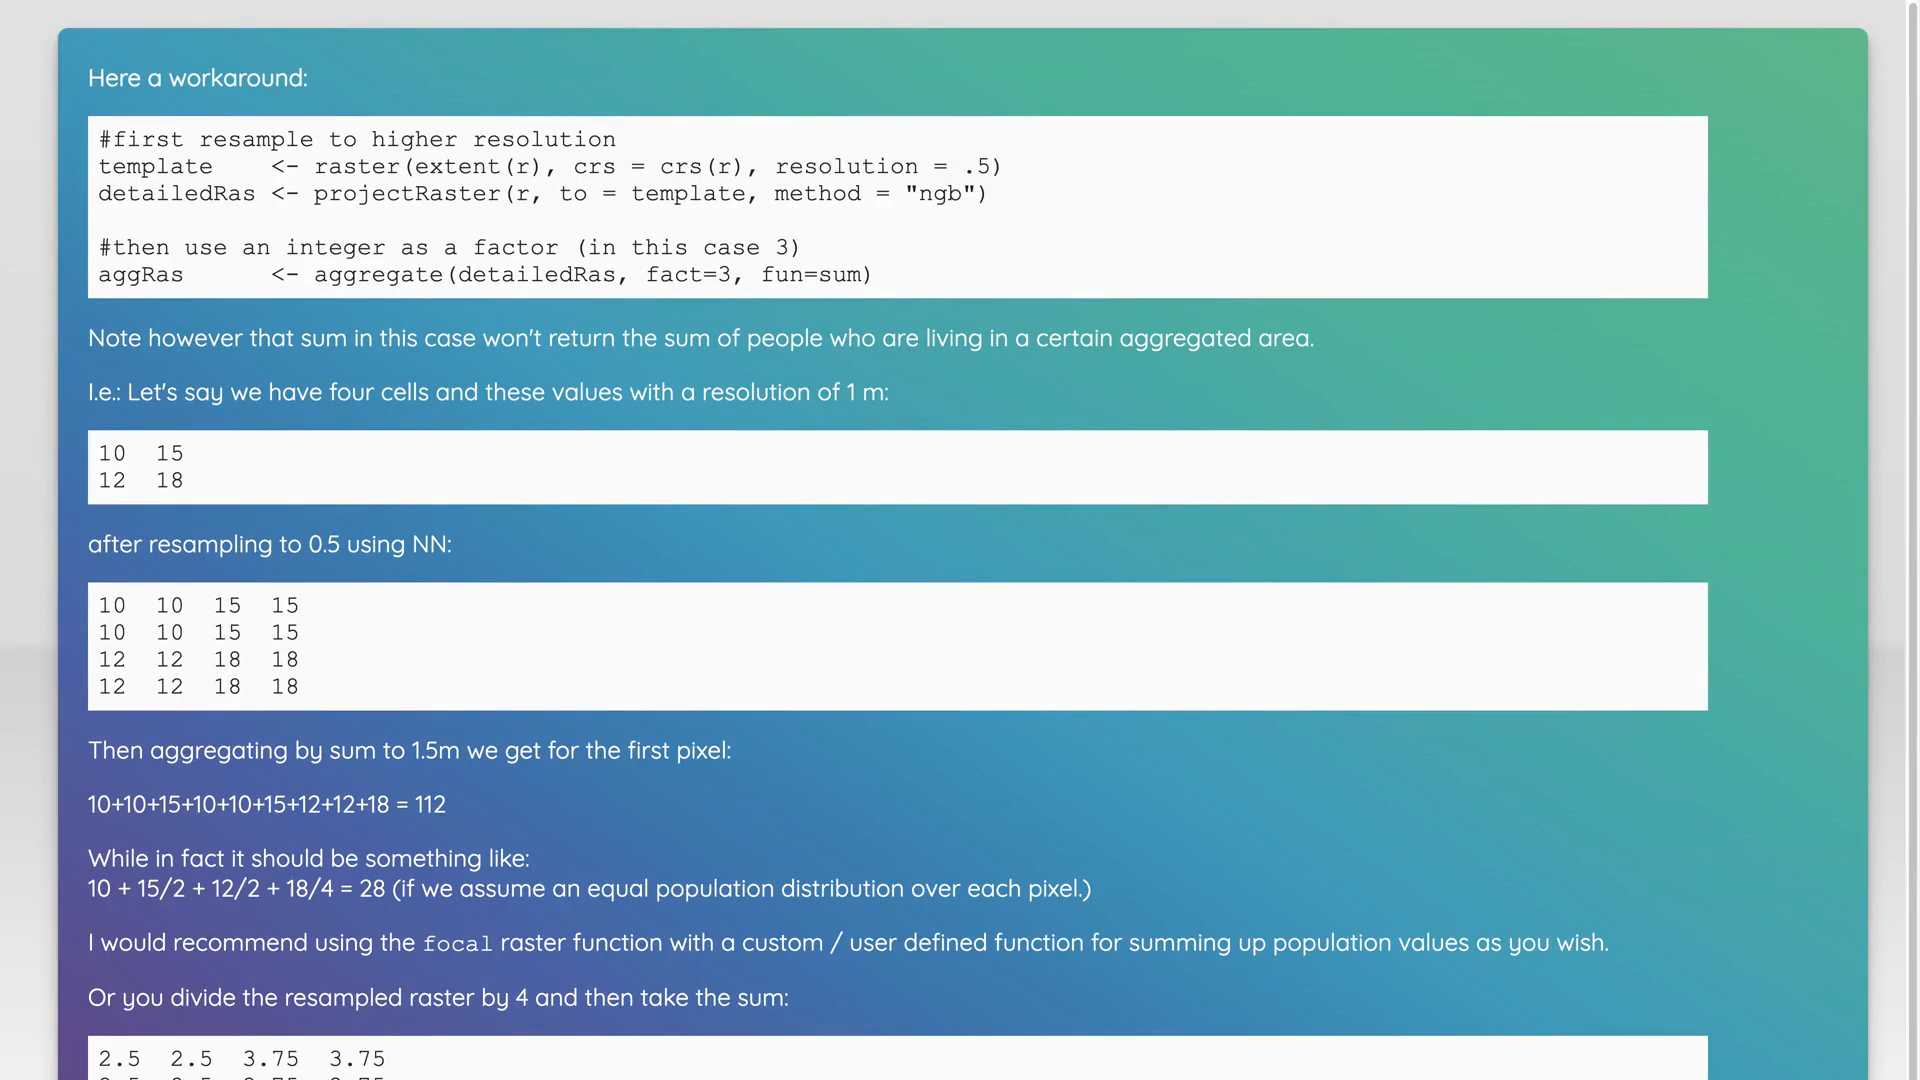 Here a workaround:
#first resample to higher resolution
template    <- raster(extent(r), crs = crs(r), resolution = .5)
detailedRas <- projectRaster(r, to = template, method = "ngb")
#then use an integer as a factor (in this case 3)
aggRas      <- aggregate(detailedRas, fact=3, fun=sum)
Note however that sum in this case won't return the sum of people who are living in a certain aggregated area.
I.e.: Let's say we have four cells and these values with a resolution of 1 m:
10  15
12  18
after resampling to 0.5 using NN:
10  10  15  15
10  10  15  15
12  12  18  18
12  12  18  18
Then aggregating by sum to 1.5m we get for the first pixel:
10+10+15+10+10+15+12+12+18 = 112
While in fact it should be something like:
10 + 15/2 + 12/2 + 18/4 = 28 (if we assume an equal population distribution over each pixel.)
I would recommend using the focal raster function with a custom / user defined function for summing up population values as you wish.
Or you divide the resampled raster by 4 and then take the sum:
2.5  2.5  3.75  3.75